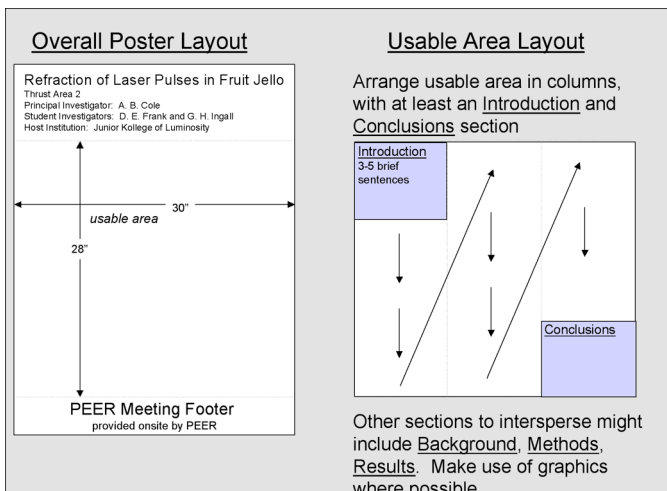 Overall Poster Layout
Refraction of Laser Pulses in Fruit Jello
Thrust Area 2
Principal Investigator: A. B. Cole
Student Investigators: D. E. Frank and G. H. Ingall
Host Institution: Junior Kollege of Luminosity
30"
usable area
28"
PEER Meeting Footer
provided onsite by PEER
Usable Area Layout
Arrange usable area in columns,
with at least an Introduction and
Conclusions section
Introduction
3-5 brief
sentences
Conclusions
Other sections to intersperse might
include Background, Methods,
Results. Make use of graphics
where possible